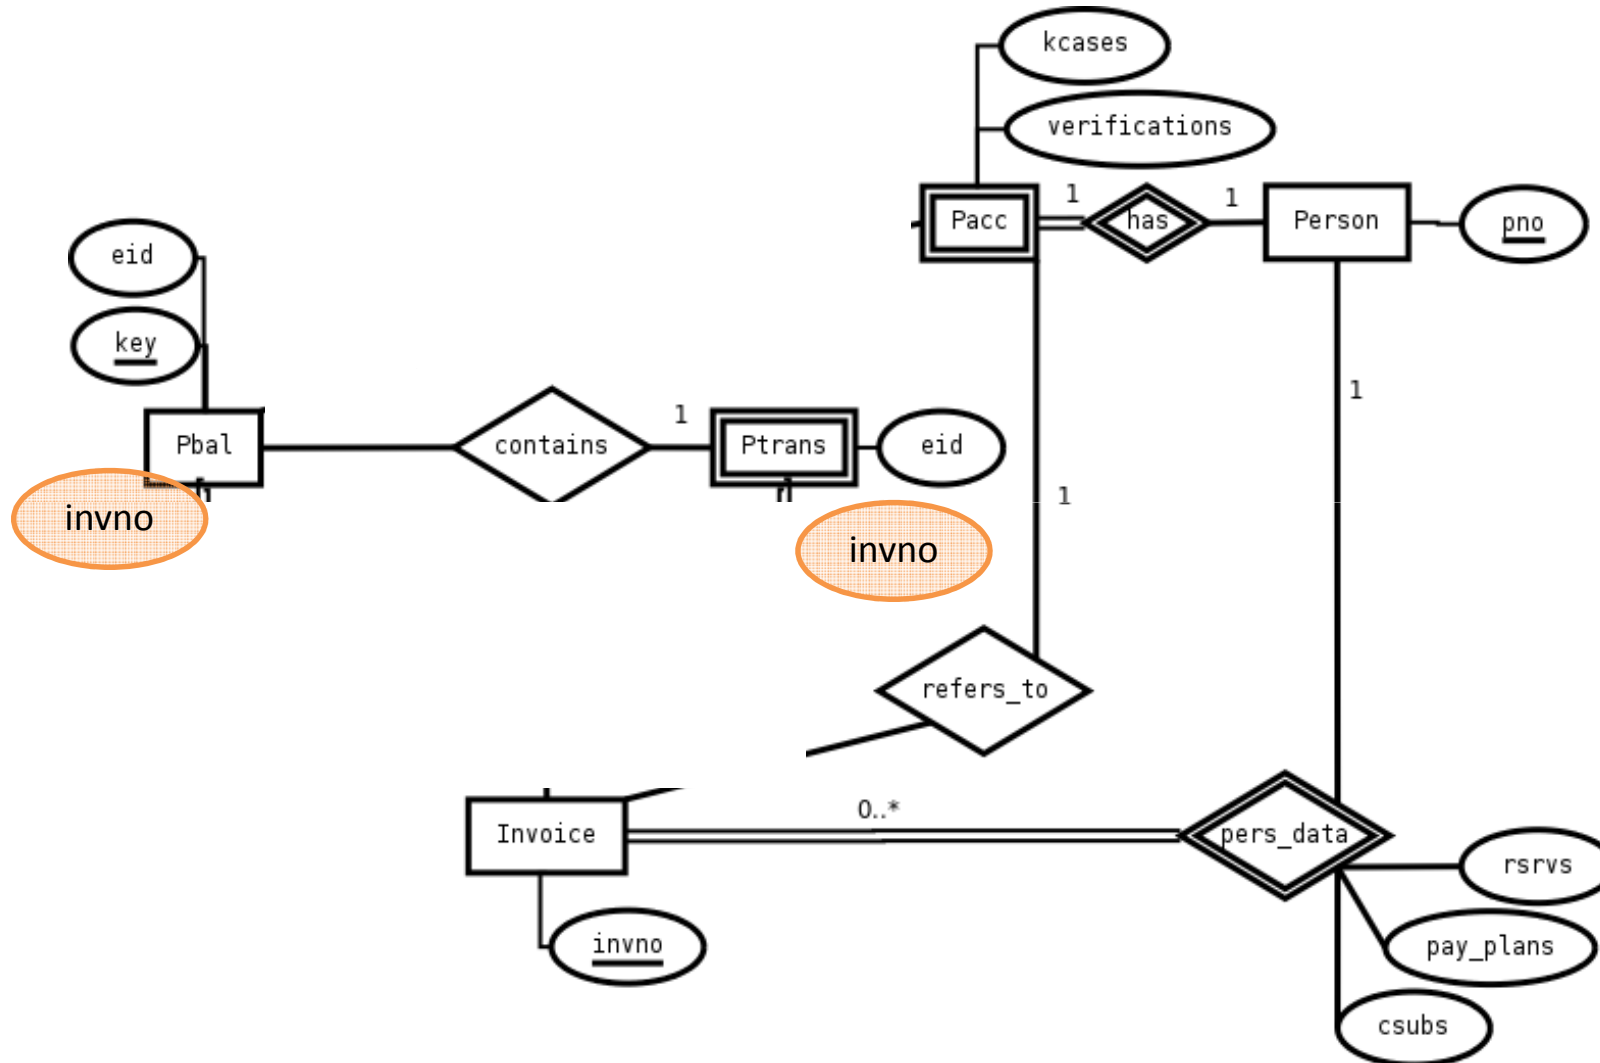 kcases
verifications
1
1
Pacc
has
Person
pno
eid
key
1
1
Pbal
contains
Ptrans
eid
1
invno
invno
refers_to
0..*
Invoice
pers_data
rsrvs
invno
pay_plans
csubs